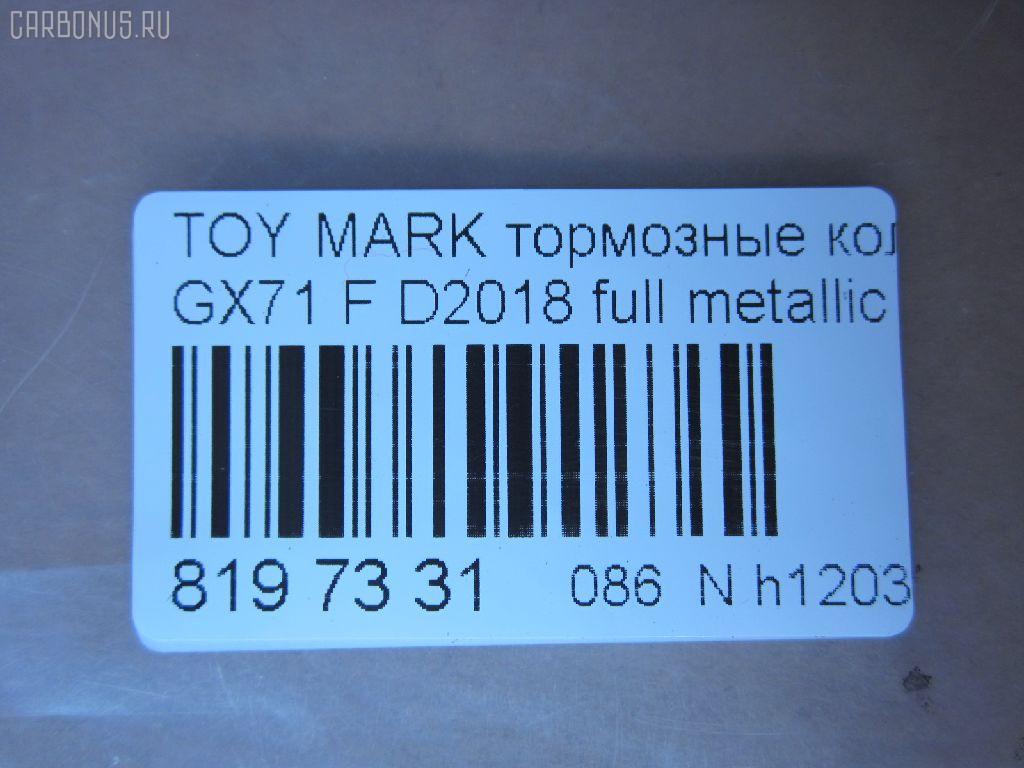 CARBONUS.RU
TOY MARK тормозные кол
GX71 F D2018 full metallic
819 73 31 086 N h1203